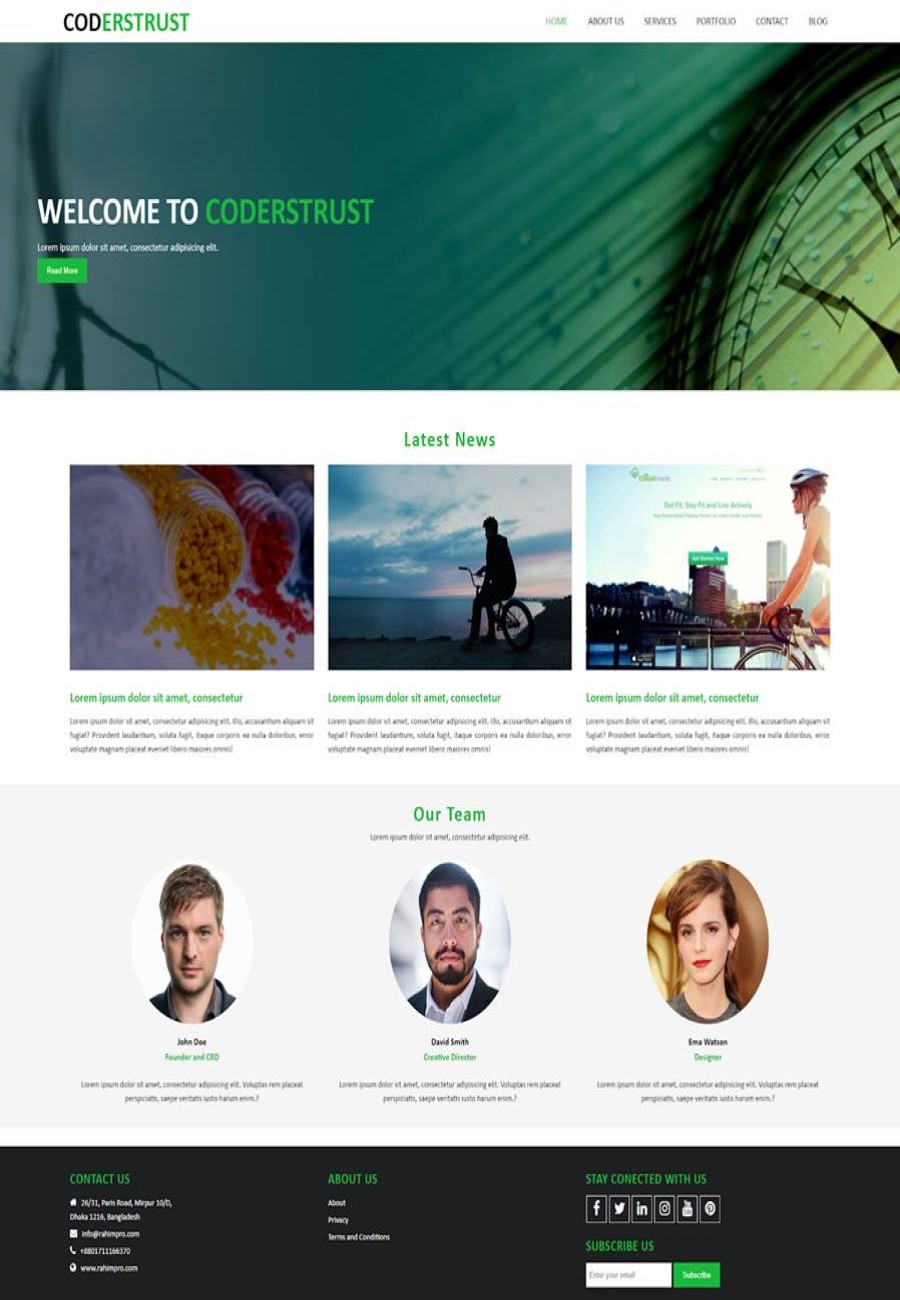 CODERSTRUST
HOME ABOUT US SERVICES PORTFOLIO CONTACT BLOG
WELCOME TO CODERSTRUST
Lorem ipsum dolor sit amet, consectetur adipisicing elit.
Read More
Latest News
Get Fit, Stay Fit and Live Actively
Get Started Now
Lorem ipsum dolor sit amet, consectetur
Lorem ipsum dolor sit amet, consectetur adipisicing elit. Illo, accusantium aliquam sit
fugiat? Provident laudantium, soluta fugit, itaque corporis ea nulla doloribus, error
voluptate magnam placeat eveniet libero maiores omnis!
Lorem ipsum dolor sit amet, consectetur
Lorem ipsum dolor sit amet, consectetur adipisicing elit. Illo, accusantium aliquam sit
fugiat? Provident laudantium, soluta fugit, itaque corporis ea nulla doloribus, error
voluptate magnam placeat eveniet libero maiores omnis!
Lorem ipsum dolor sit amet, consectetur
Lorem ipsum dolor sit amet, consectetur adipisicing elit. Illo, accusantium aliquam sit
fugiat? Provident laudantium, soluta fugit, itaque corporis ea nulla doloribus, error
voluptate magnam placeat eveniet libero maiores omnis!
Our Team
Lorem ipsum dolor sit amet, consectetur adipisicing elit.
John Doe
Founder and CEO
Lorem ipsum dolor sit amet, consectetur adipisicing elit. Voluptas rem placeat
perspiciatis, saepe veritatis iusto harum enim.?
David Smith
Creative Director
Lorem ipsum dolor sit amet, consectetur adipisicing elit. Voluptas rem placeat
perspiciatis, saepe veritatis iusto harum enim.?
Ema Watson
Designer
Lorem ipsum dolor sit amet, consectetur adipisicing elit. Voluptas rem placeat
perspiciatis, saepe veritatis iusto harum enim.?
CONTACT US
26/31, Paris Road, Mirpur 10/D,
Dhaka 1216, Bangladesh
info@rahimpro.com
+8801711166370
www.rahimpro.com
ABOUT US
About
Privacy
Terms and Conditions
STAY CONECTED WITH US
SUBSCRIBE US
Enter your email
Subscribe